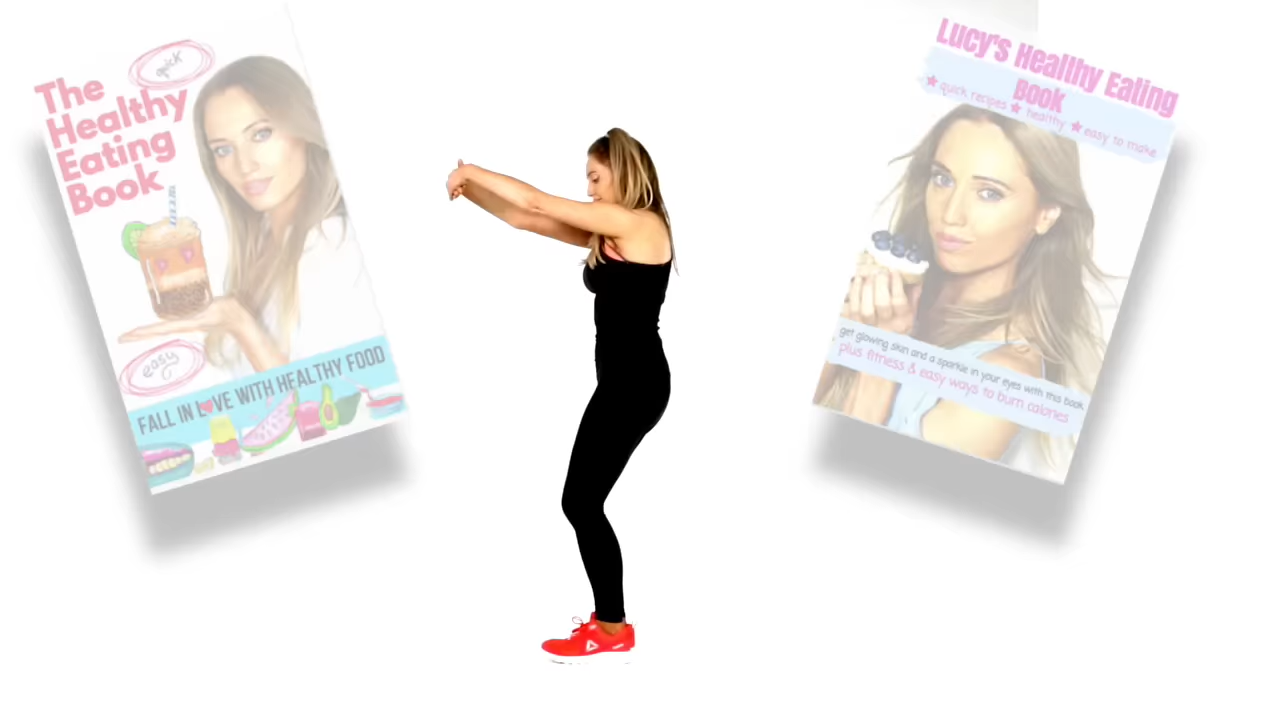 quick
The
Healthy
Eating
Book
easy
FALL IN LOVE WITH HEALTHY FOOD
Lucy's Healthy Eating
Book
quick recipes healthy easy to make
get glowing skin and a sparkle in your eyes with this book
plus fitness & easy ways to burn calories